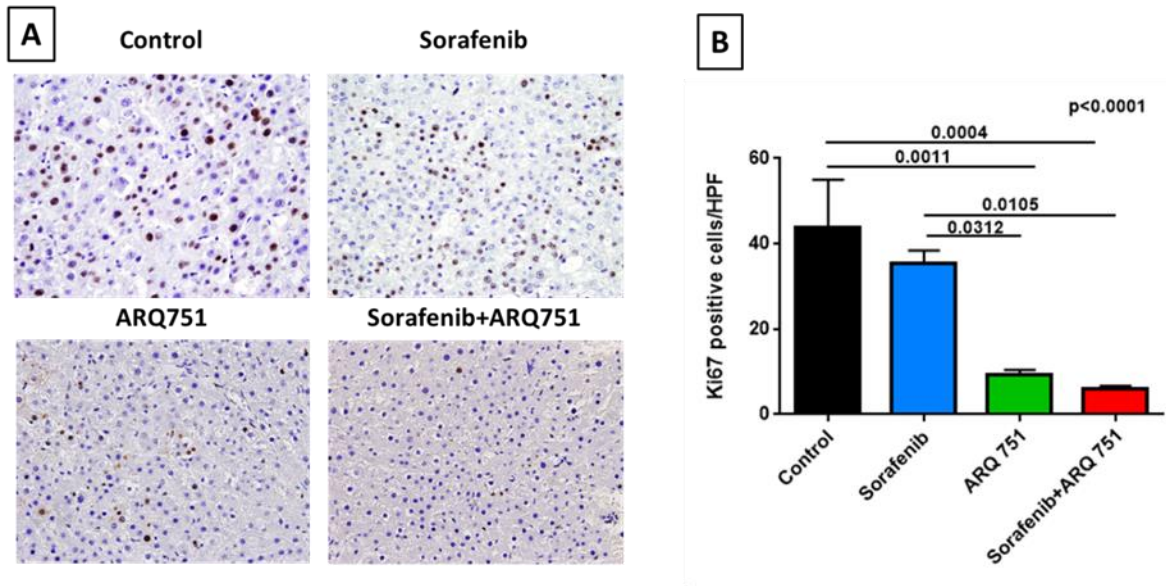 A
Control
Sorafenib
ARQ751
Sorafenib+ARQ751
B
p<0.0001
0.0004
0.0011
0.0105
0.0312
Ki67 positive cells/HPF
60
40
20
0
Control
Sorafenib
ARQ 751
Sorafenib+ARQ 751